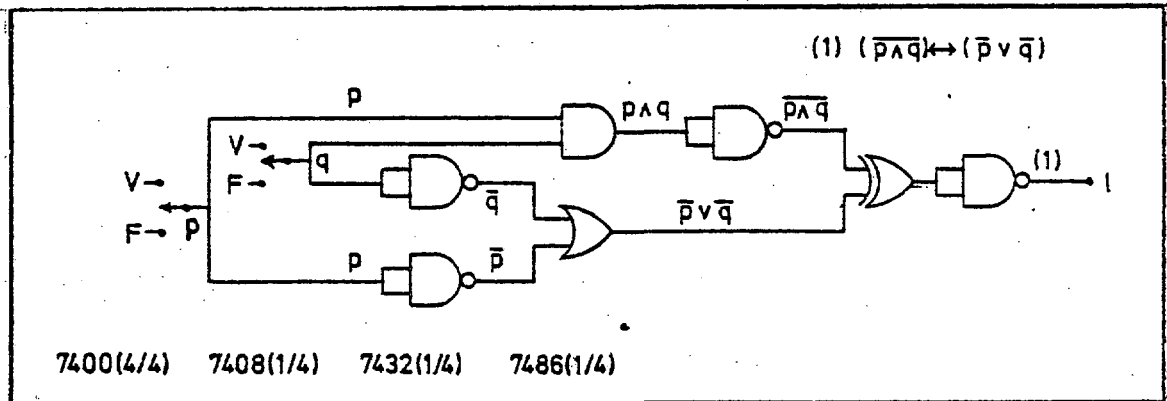 (1) (p̅∧̅q̅)↔(p̅ ∨ q̅)
p
p∧q
p̅∧̅q̅
V
q
F
V
F
p
q̅
(1)
l
p̅ ∨ q̅
p
p̅
7400(4/4) 7408(1/4) 7432(1/4) 7486(1/4)